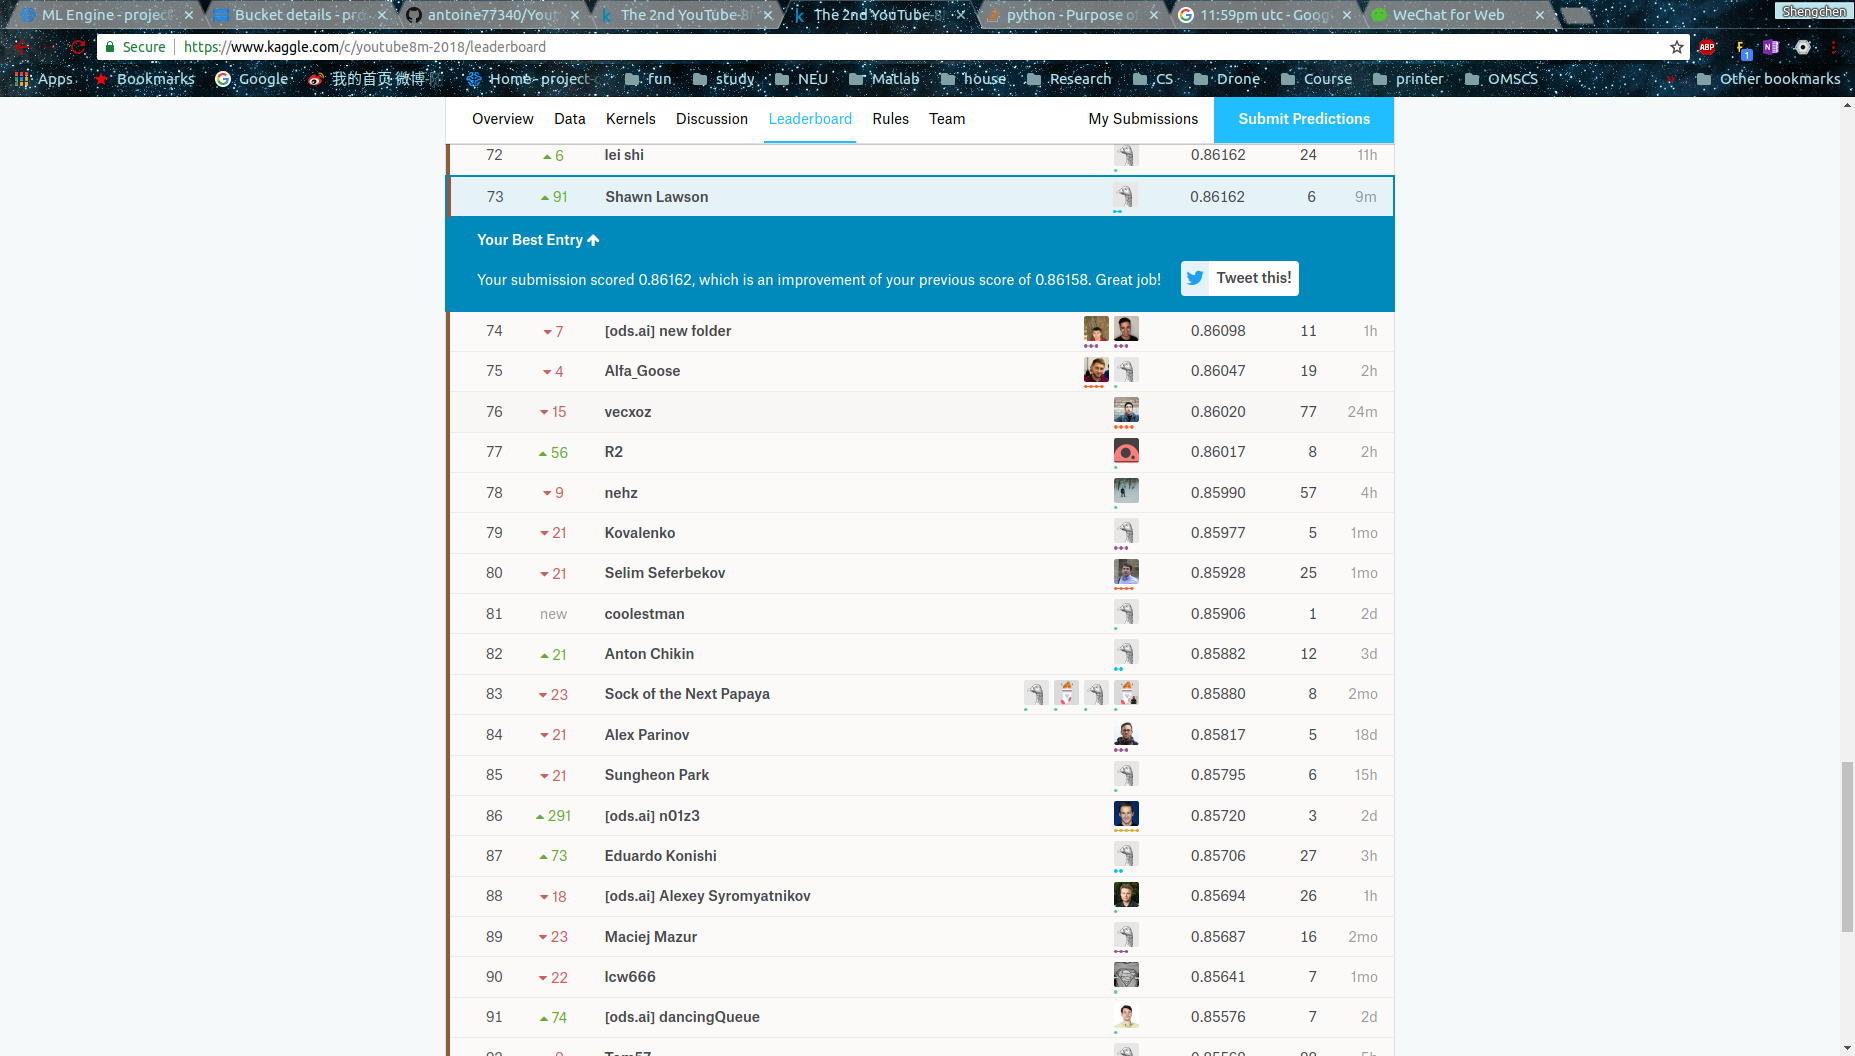 ML Engine - project Bucket details - pro antoine77340/Yout The 2nd YouTube-8 The 2nd YouTube- python - Purpose of 11:59pm utc - Goog WeChat for Web Shengchen
Secure https://www.kaggle.com/c/youtube8m-2018/leaderboard ABP
Apps Bookmarks Google 我的首页 微博- Home - project- fun study NEU Matlab house Research CS Drone Course printer OMSCS » Other bookmarks
Overview Data Kernels Discussion Leaderboard Rules Team My Submissions Submit Predictions
72 6 lei shi 0.86162 24 11h
73 91 Shawn Lawson 0.86162 6 9m
Your Best Entry
Your submission scored 0.86162, which is an improvement of your previous score of 0.86158. Great job! Tweet this!
74 7 [ods.ai] new folder 0.86098 11 1h
75 4 Alfa_Goose 0.86047 19 2h
76 15 vecxoz 0.86020 77 24m
77 56 R2 0.86017 8 2h
78 9 nehz 0.85990 57 4h
79 21 Kovalenko 0.85977 5 1mo
80 21 Selim Seferbekov 0.85928 25 1mo
81 new coolestman 0.85906 1 2d
82 21 Anton Chikin 0.85882 12 3d
83 23 Sock of the Next Papaya 0.85880 8 2mo
84 21 Alex Parinov 0.85817 5 18d
85 21 Sungheon Park 0.85795 6 15h
86 291 [ods.ai] n01z3 0.85720 3 2d
87 73 Eduardo Konishi 0.85706 27 3h
88 18 [ods.ai] Alexey Syromyatnikov 0.85694 26 1h
89 23 Maciej Mazur 0.85687 16 2mo
90 22 lcw666 0.85641 7 1mo
91 74 [ods.ai] dancingQueue 0.85576 7 2d